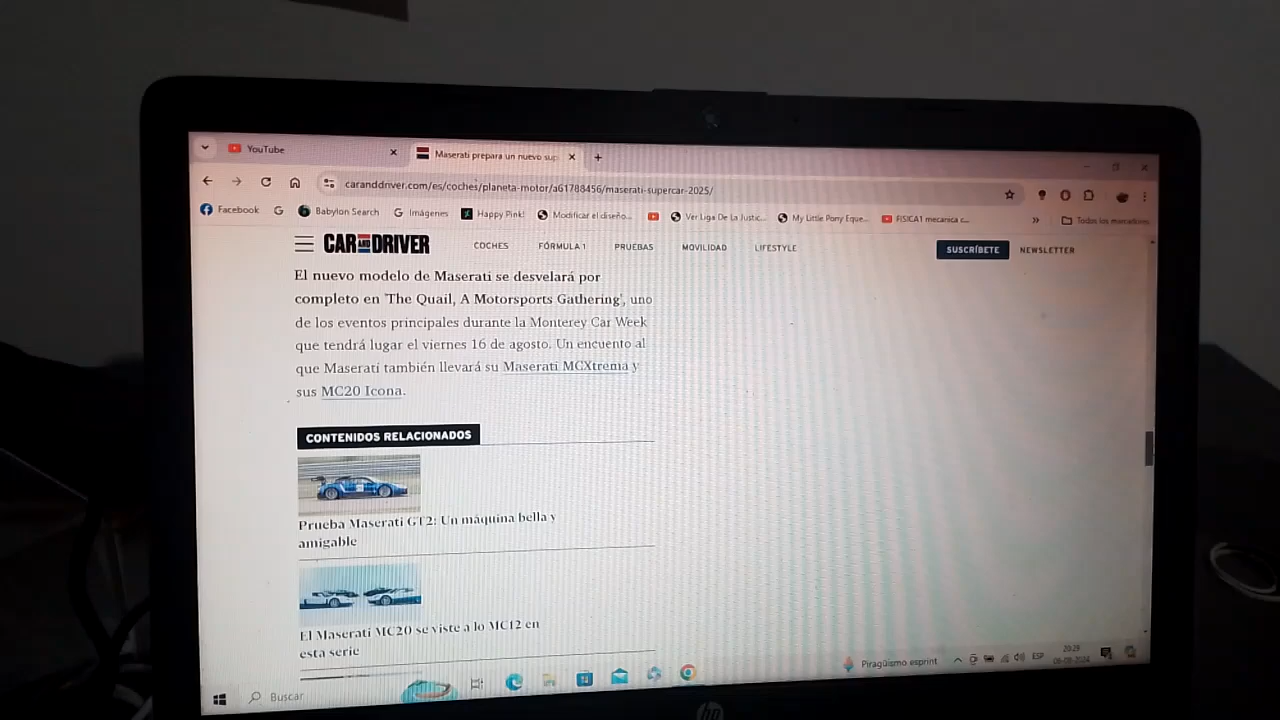 YouTube
Maserati prepara un nuevo sup
caranddriver.com/es/coches/planeta-motor/a61788456/maserati-supercar-2025/
Facebook
Babylon Search
Imágenes
Happy Pink!
Modificar el diseño...
Ver Liga De La Justic...
My Little Pony Eque...
FISICA1 mecanica c...
Todos los marcadores
CAR AND DRIVER
COCHES
FÓRMULA 1
PRUEBAS
MOVILIDAD
LIFESTYLE
SUSCRÍBETE
NEWSLETTER
El nuevo modelo de Maserati se desvelará por
completo en 'The Quail, A Motorsports Gathering', uno
de los eventos principales durante la Monterey Car Week
que tendrá lugar el viernes 16 de agosto. Un encuento al
que Maserati también llevará su Maserati MCXtrema y
sus MC20 Icona.
CONTENIDOS RELACIONADOS
Prueba Maserati GT2: Un máquina bella y
amigable
El Maserati MC20 se viste a lo MC12 en
esta serie
Buscar
Piragüismo esprint
ESP
20:29
hp